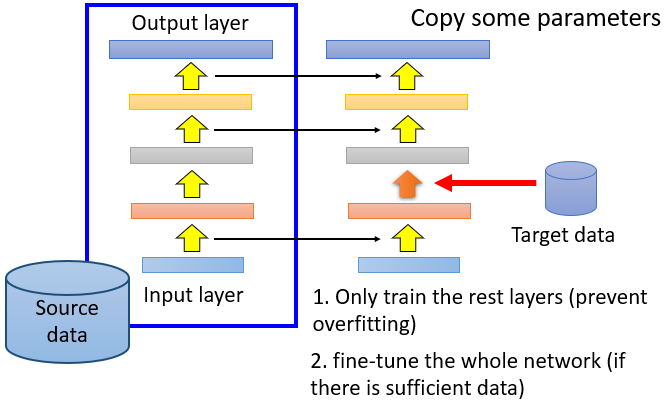 Output layer
Copy some parameters
Target data
Input layer
Source
data
1. Only train the rest layers (prevent
overfitting)
2. fine-tune the whole network (if
there is sufficient data)